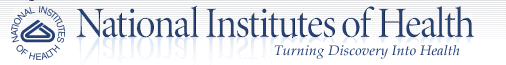 NATIONAL INSTITUTES OF HEALTH
National Institutes of Health
Turning Discovery Into Health